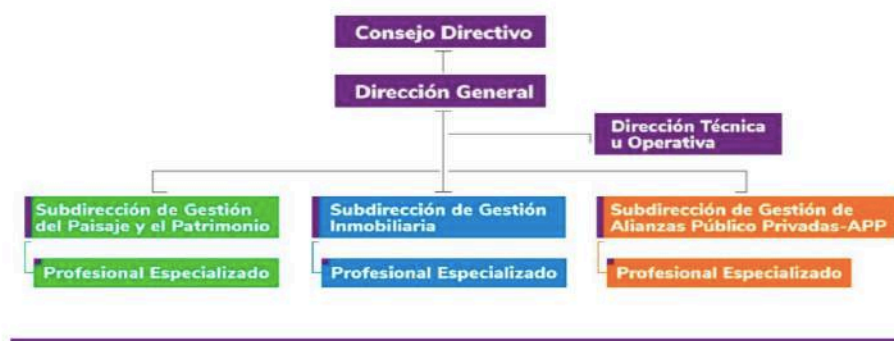 Consejo Directivo
Dirección General
Dirección Técnica
u Operativa
Subdirección de Gestión
del Paisaje y el Patrimonio
Subdirección de Gestión
Inmobiliaria
Subdirección de Gestión de
Alianzas Público Privadas-APP
Profesional Especializado
Profesional Especializado
Profesional Especializado